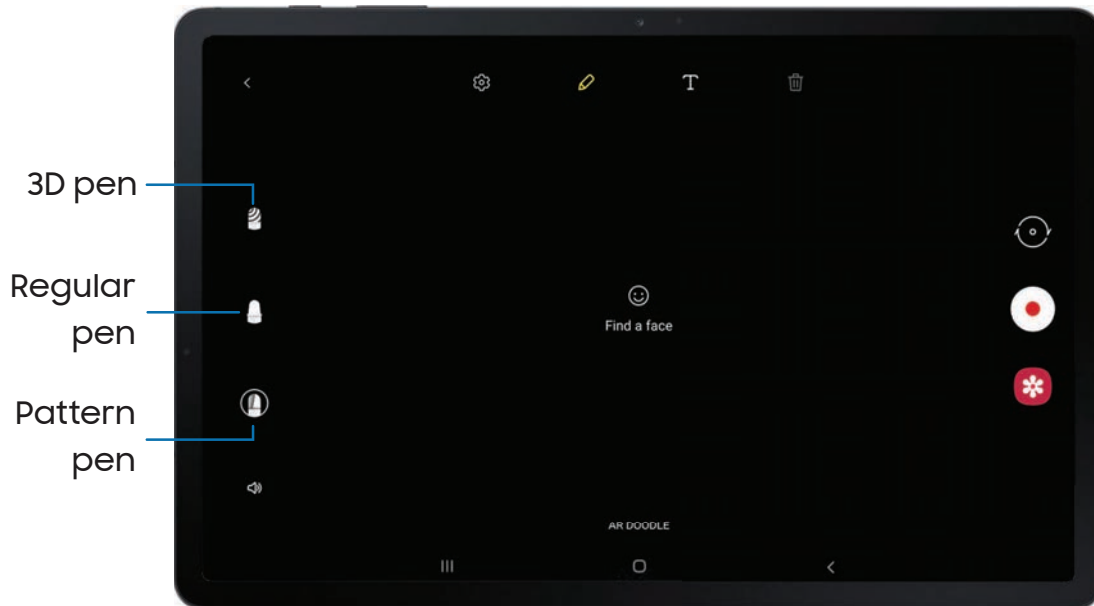 T
3D pen
Regular
pen
Find a face
Pattern
pen
AR DOODLE